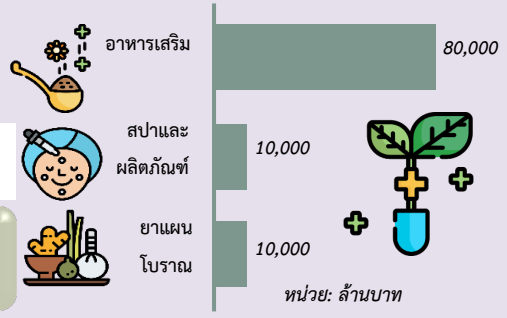 อาหารเสริม
80,000
สปาและ
ผลิตภัณฑ์
10,000
ยาแผน
โบราณ
10,000
หน่วย: ล้านบาท